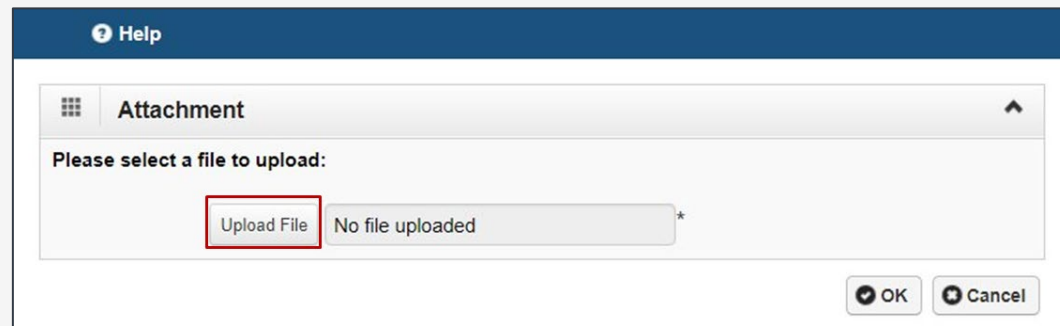 Help
Attachment
Please select a file to upload:
Upload File No file uploaded *
OK Cancel